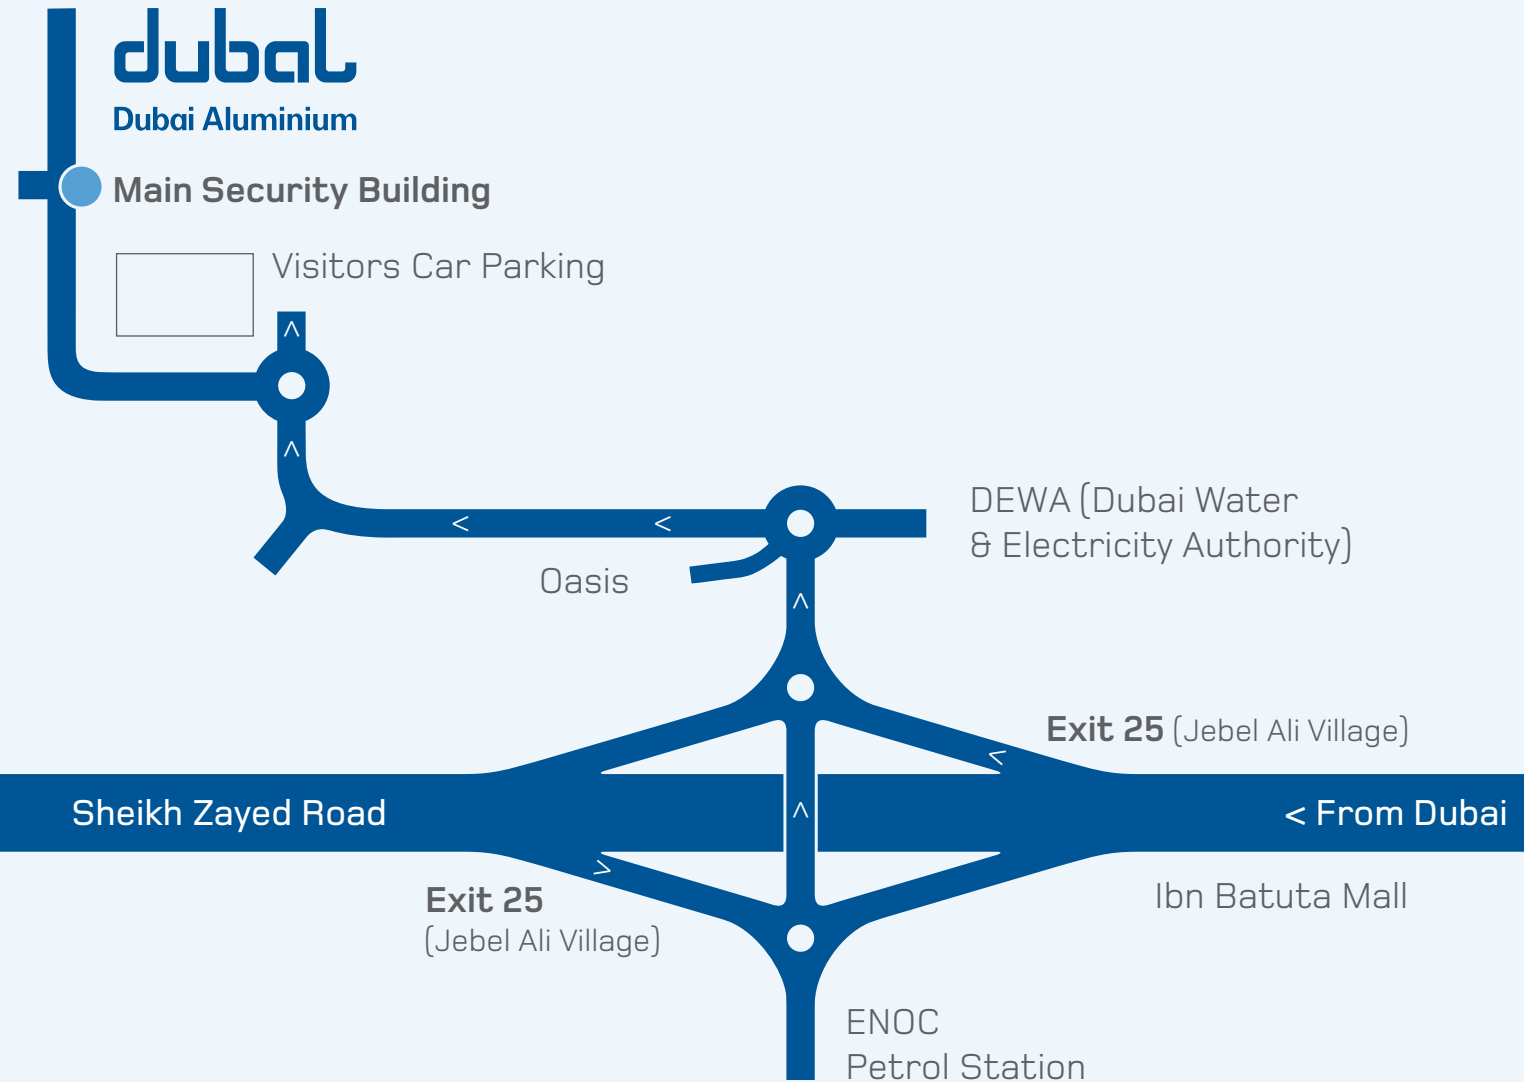 dubal
Dubai Aluminium
Main Security Building
Visitors Car Parking
DEWA (Dubai Water
& Electricity Authority)
Oasis
Exit 25 (Jebel Ali Village)
Sheikh Zayed Road
< From Dubai
Exit 25
(Jebel Ali Village)
Ibn Batuta Mall
ENOC
Petrol Station